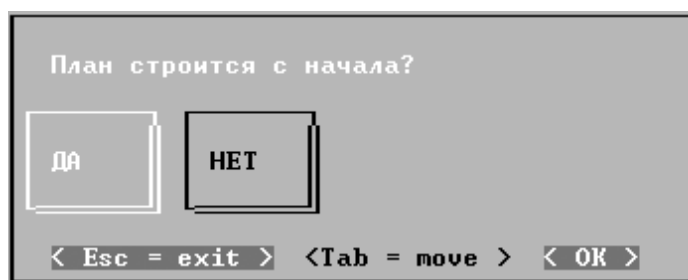 План строится с начала?
ДА НЕТ
< Esc = exit > <Tab = move > < OK >